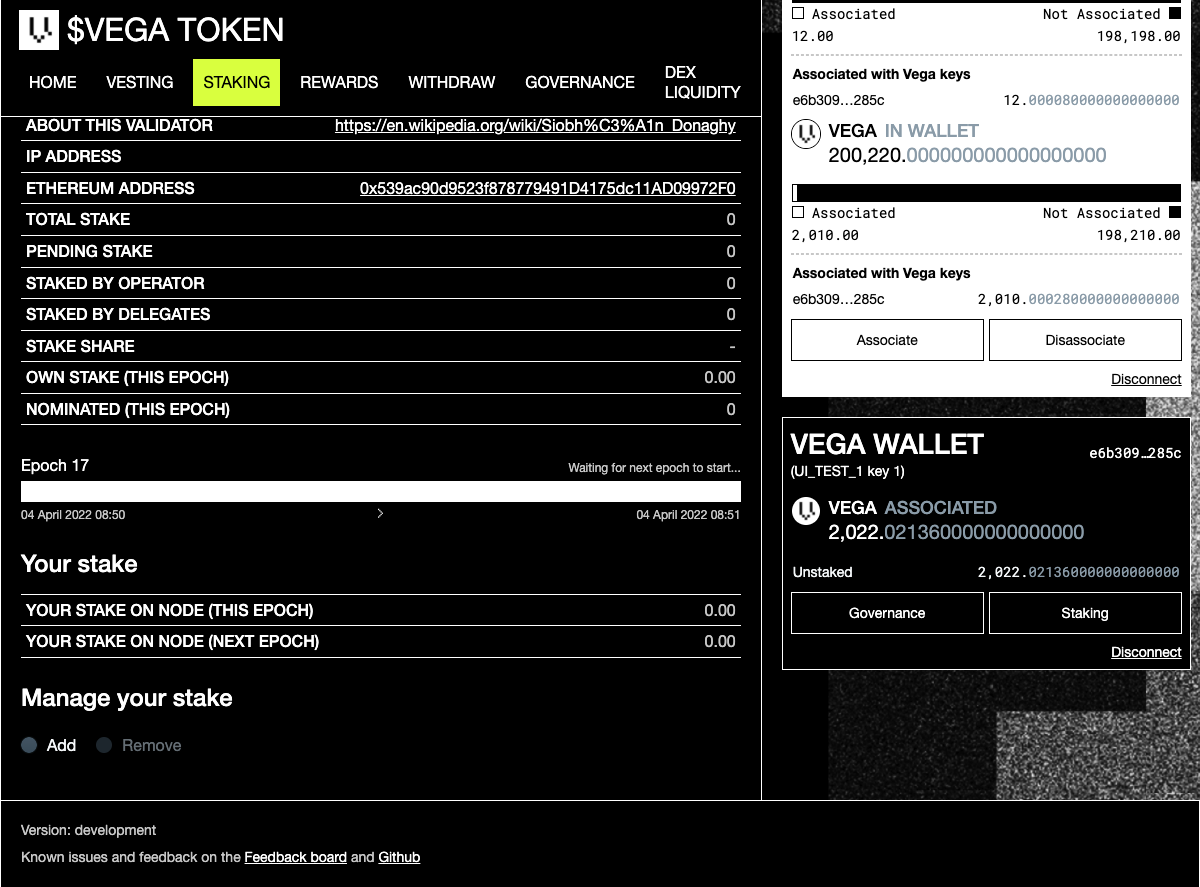 $VEGA TOKEN
HOME VESTING STAKING REWARDS WITHDRAW GOVERNANCE DEX LIQUIDITY
ABOUT THIS VALIDATOR https://en.wikipedia.org/wiki/Siobh%C3%A1n_Donaghy
IP ADDRESS
ETHEREUM ADDRESS 0x539ac90d9523f878779491D4175dc11AD09972F0
TOTAL STAKE 0
PENDING STAKE 0
STAKED BY OPERATOR 0
STAKED BY DELEGATES 0
STAKE SHARE -
OWN STAKE (THIS EPOCH) 0.00
NOMINATED (THIS EPOCH) 0
Epoch 17 Waiting for next epoch to start...
04 April 2022 08:50 > 04 April 2022 08:51
Your stake
YOUR STAKE ON NODE (THIS EPOCH) 0.00
YOUR STAKE ON NODE (NEXT EPOCH) 0.00
Manage your stake
Add Remove
Associated Not Associated
12.00 198,198.00
Associated with Vega keys
e6b309…285c 12.000080000000000000
VEGA IN WALLET
200,220.000000000000000000
Associated Not Associated
2,010.00 198,210.00
Associated with Vega keys
e6b309…285c 2,010.000280000000000000
Associate Disassociate
Disconnect
VEGA WALLET e6b309…285c
(UI_TEST_1 key 1)
VEGA ASSOCIATED
2,022.021360000000000000
Unstaked 2,022.021360000000000000
Governance Staking
Disconnect
Version: development
Known issues and feedback on the Feedback board and Github